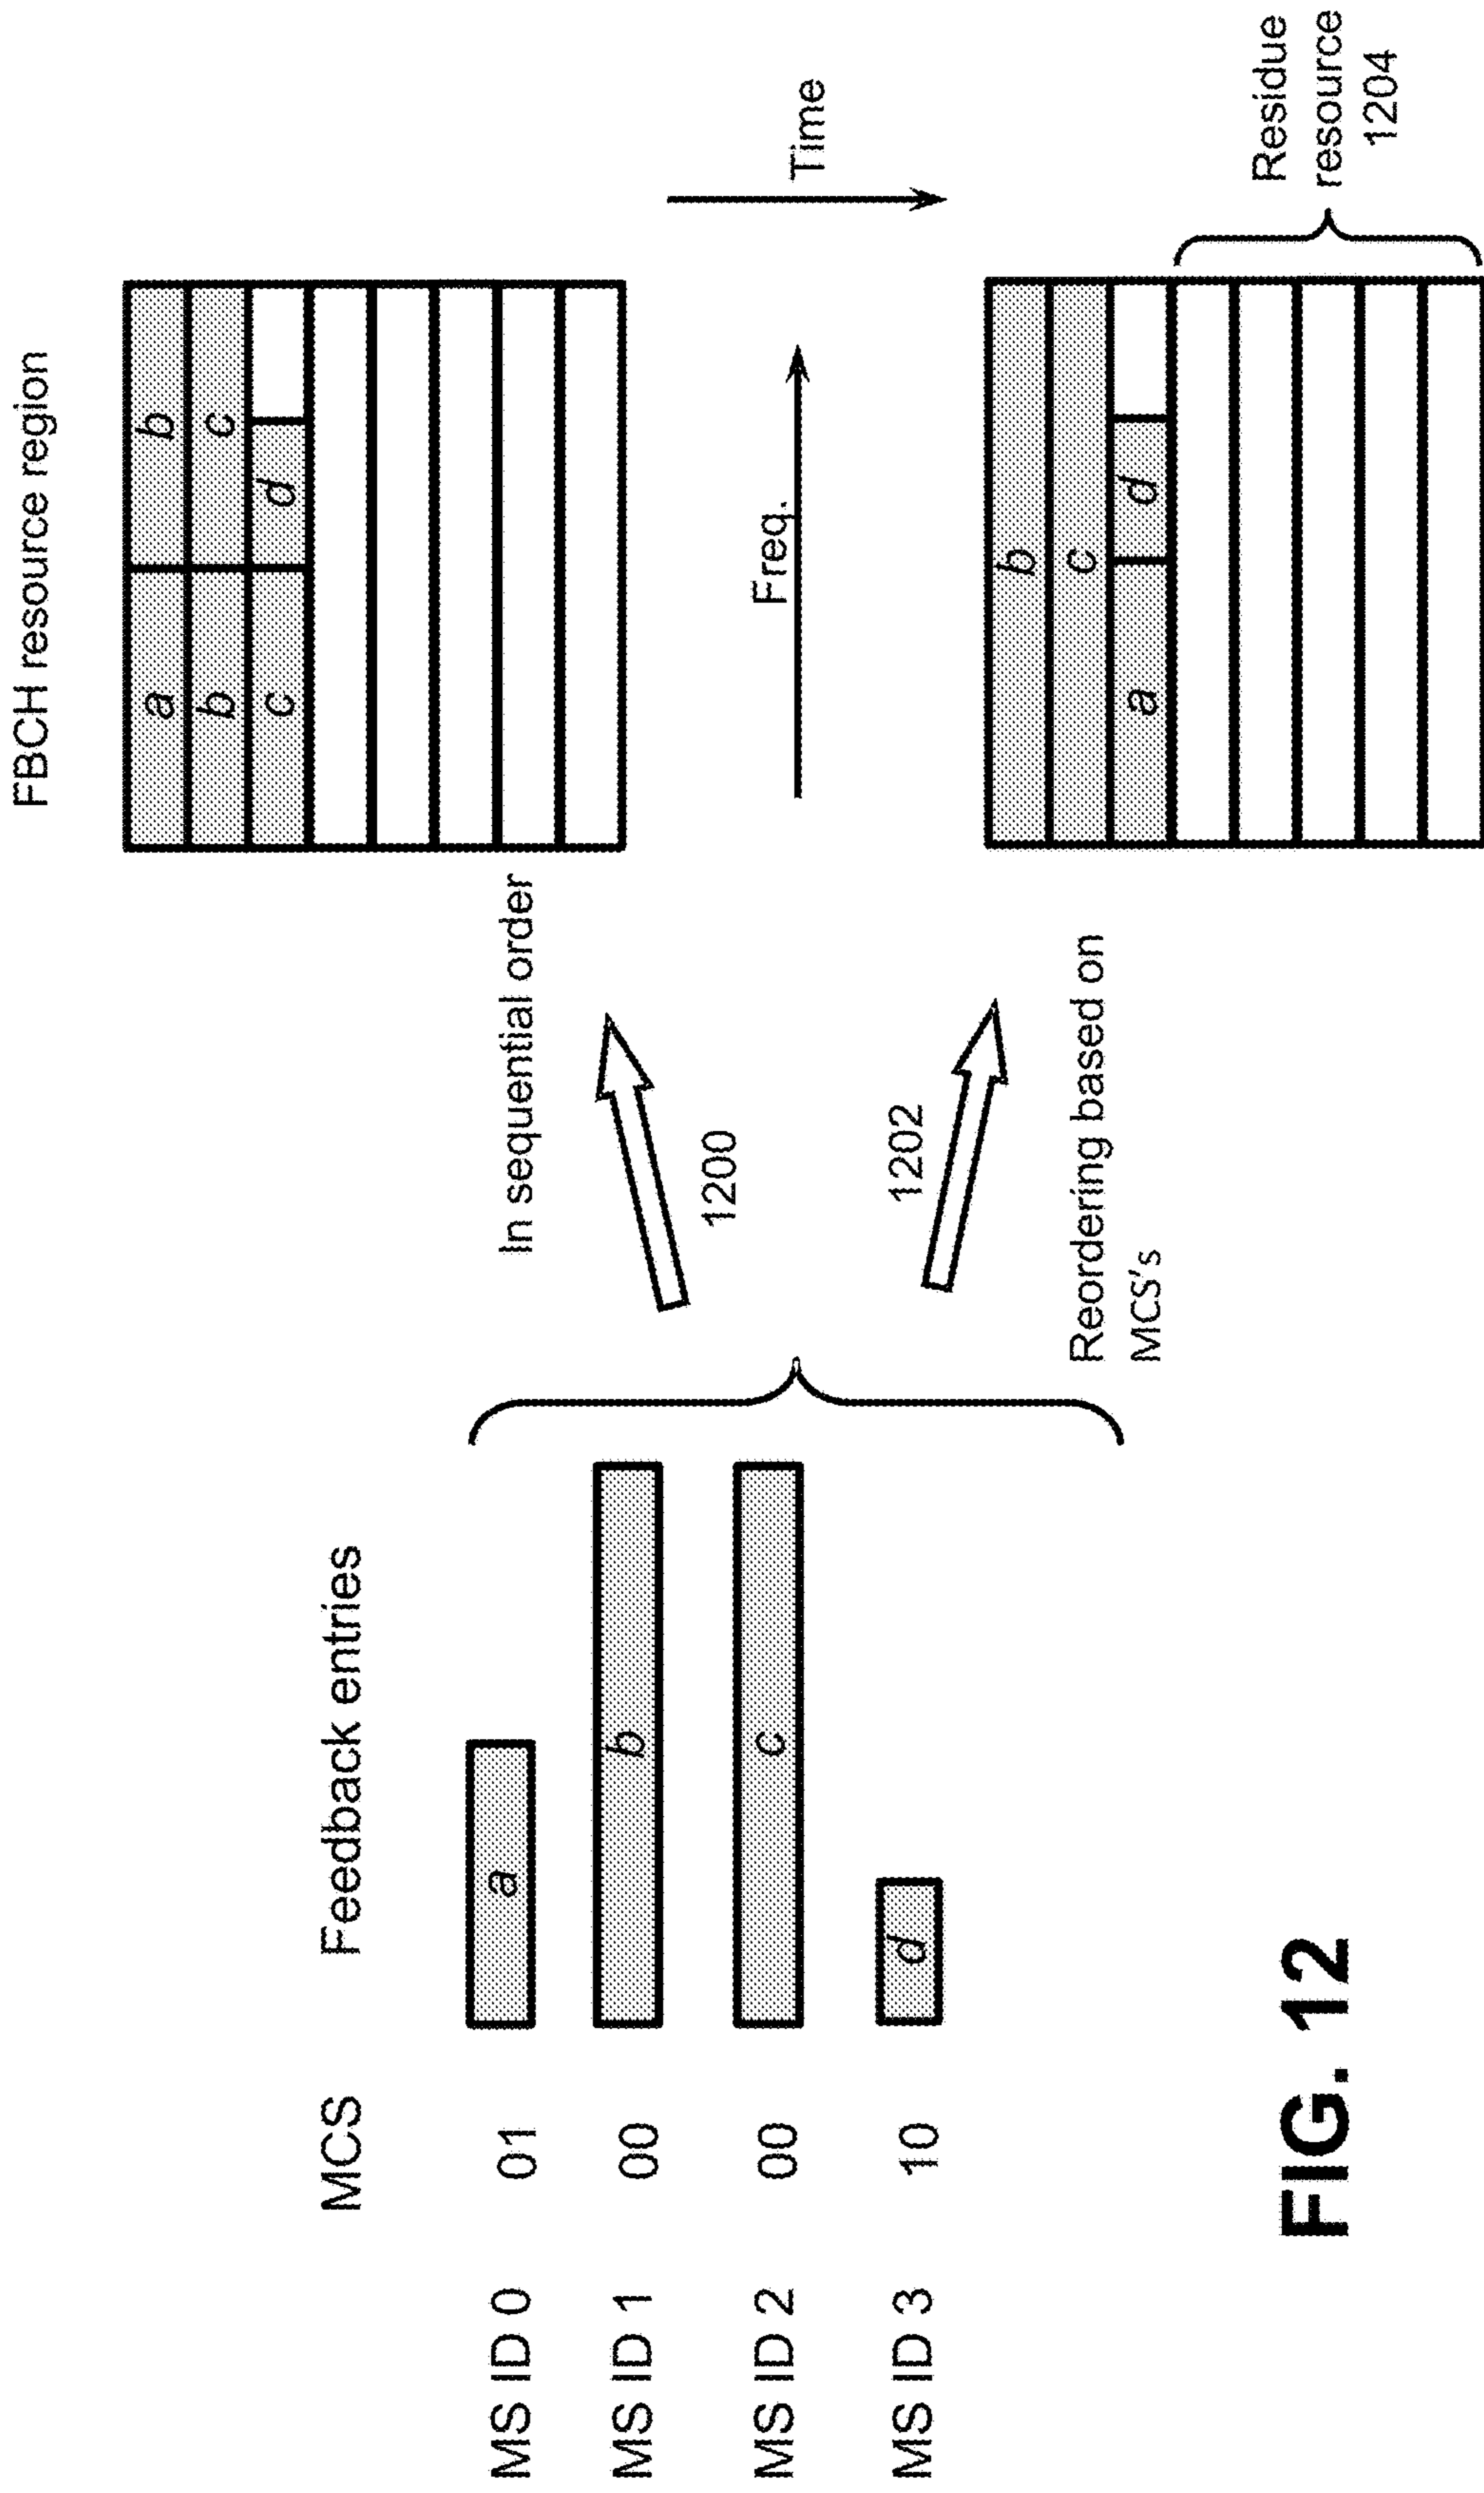 FBCH resource region
MCS
Feedback entries
MS ID 0
01
a
MS ID 1
00
b
MS ID 2
00
c
MS ID 3
10
d
In sequential order
1200
1202
Reordering based on
MCS's
a
b
b
c
c
d
Freq.
Time
b
c
a
d
Residue
resource
1204
FIG. 12